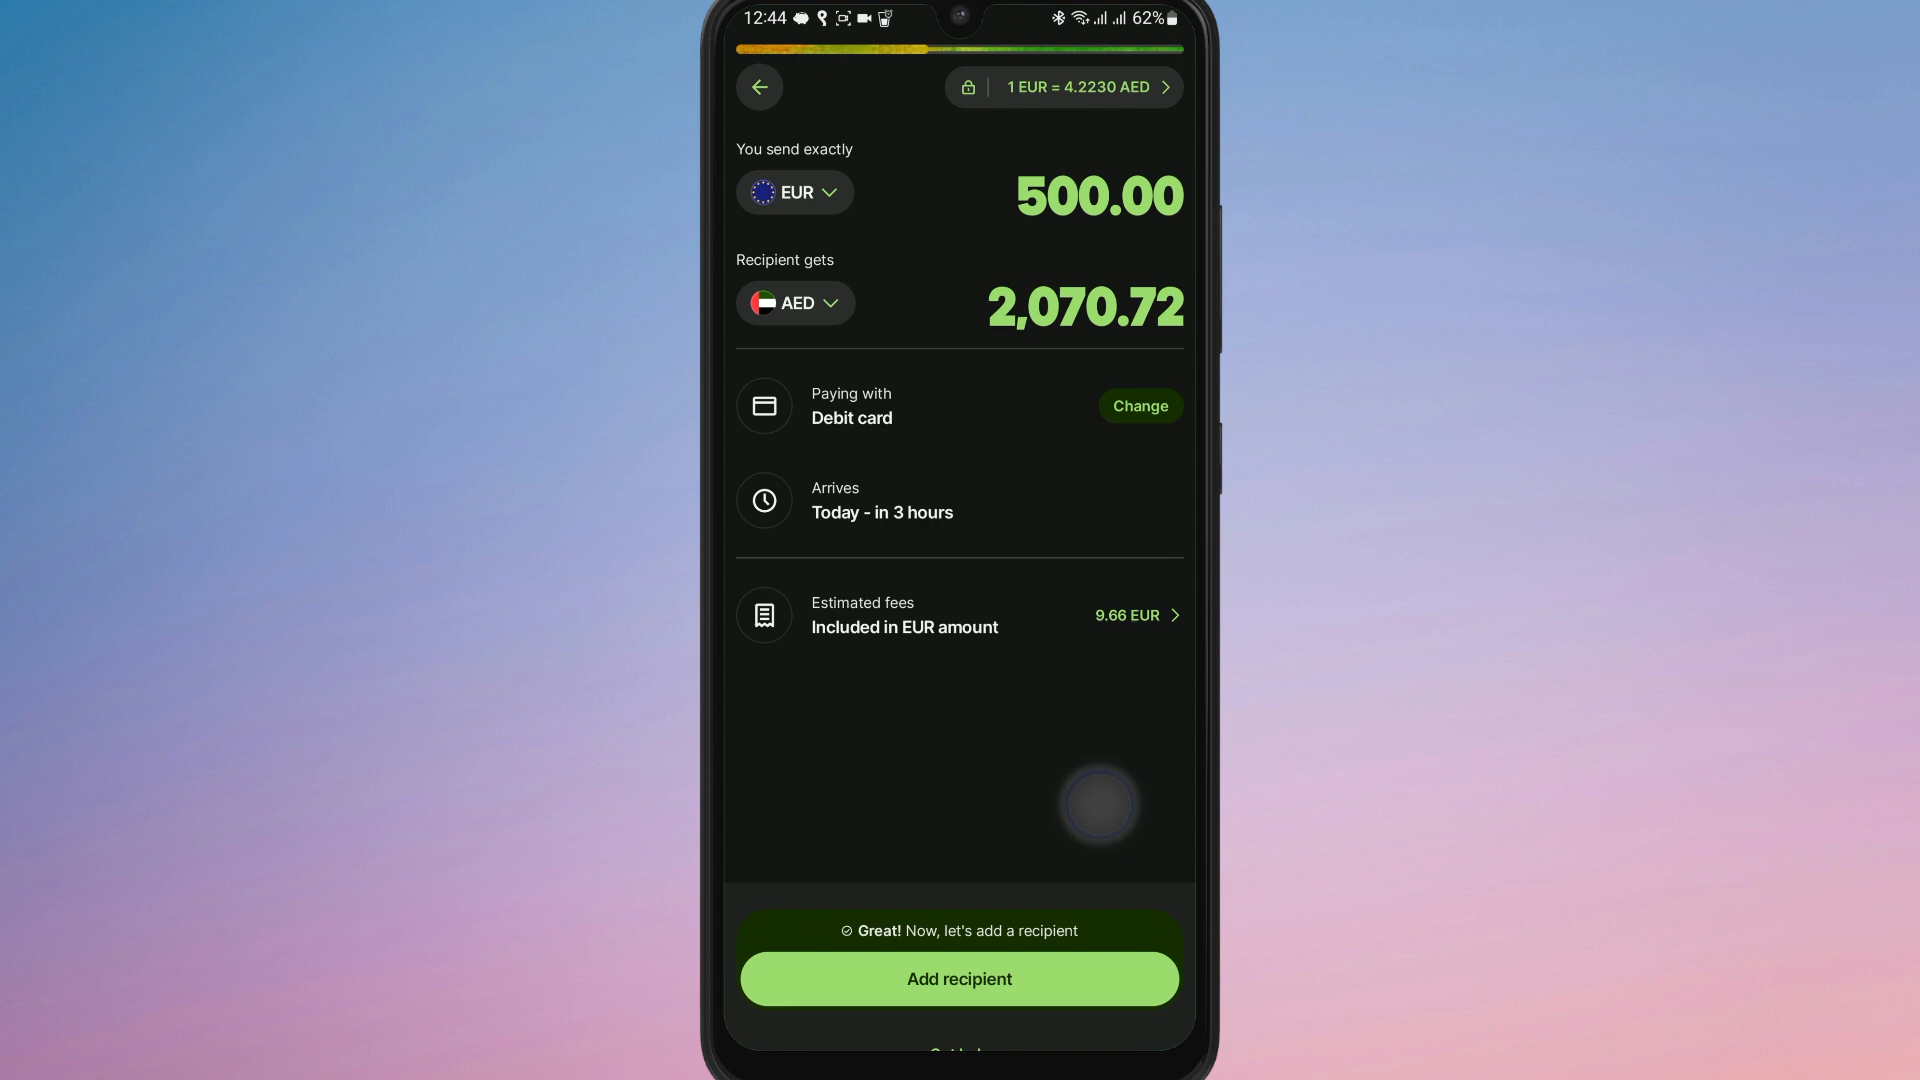 12:44 62%
1 EUR = 4.2230 AED
You send exactly
EUR 500.00
Recipient gets
AED 2,070.72
Paying with
Debit card
Change
Arrives
Today - in 3 hours
Estimated fees
Included in EUR amount
9.66 EUR
Great! Now, let's add a recipient
Add recipient